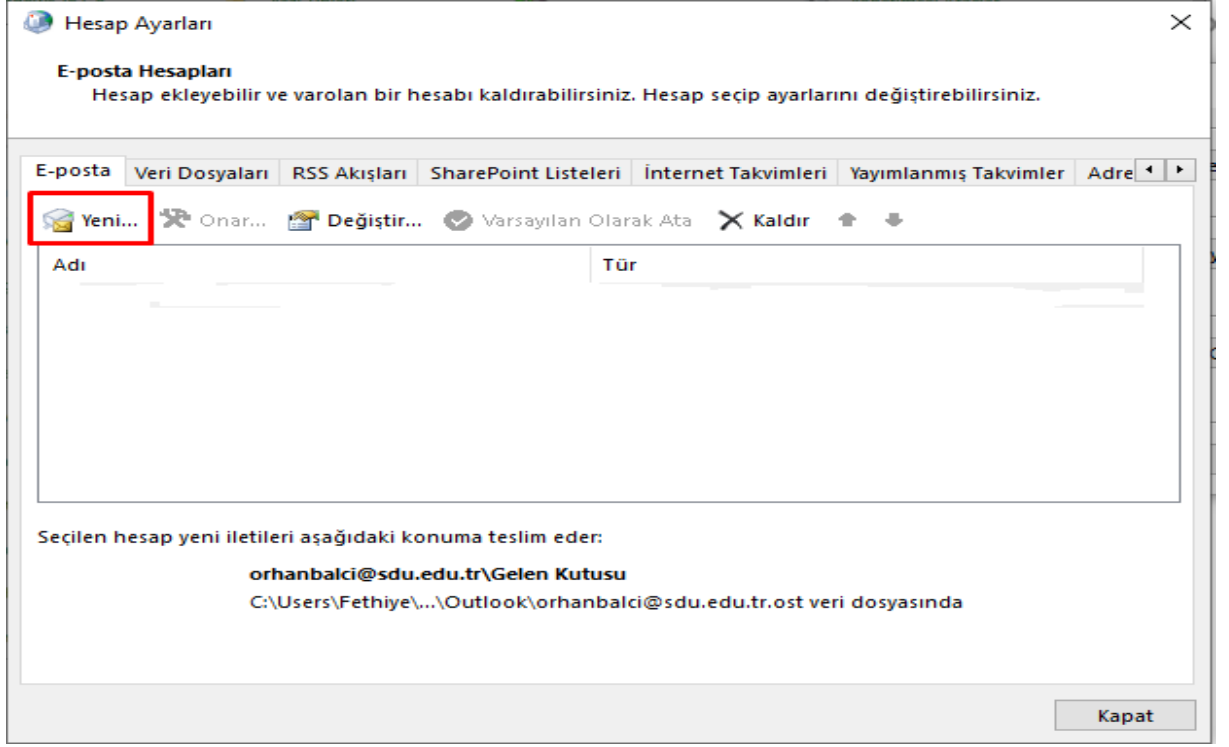 Hesap Ayarları
E-posta Hesapları
Hesap ekleyebilir ve varolan bir hesabı kaldırabilirsiniz. Hesap seçip ayarlarını değiştirebilirsiniz.
E-posta Veri Dosyaları RSS Akışları SharePoint Listeleri İnternet Takvimleri Yayımlanmış Takvimler Adre
Yeni... Onar... Değiştir... Varsayılan Olarak Ata Kaldır
Adı Tür
Seçilen hesap yeni iletileri aşağıdaki konuma teslim eder:
orhanbalci@sdu.edu.tr\Gelen Kutusu
C:\Users\Fethiye\...\Outlook\orhanbalci@sdu.edu.tr.ost veri dosyasında
Kapat